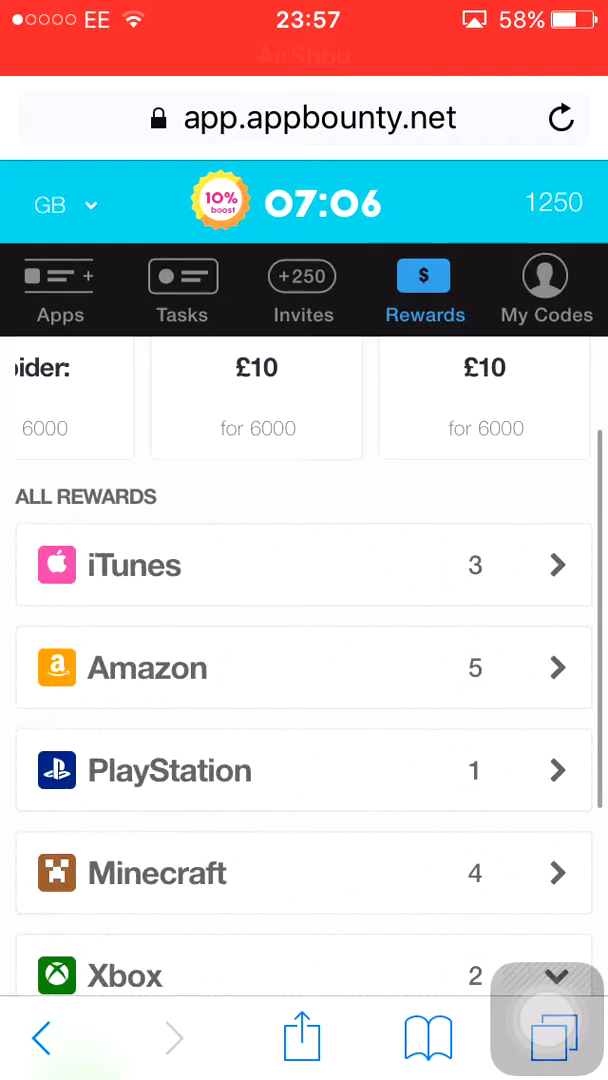 EE 23:57 58%
AirShou
app.appbounty.net
GB 10% boost 07:06 1250
+250 $
Apps Tasks Invites Rewards My Codes
ider: £10 £10
6000 for 6000 for 6000
ALL REWARDS
iTunes 3
Amazon 5
PlayStation 1
Minecraft 4
Xbox 2